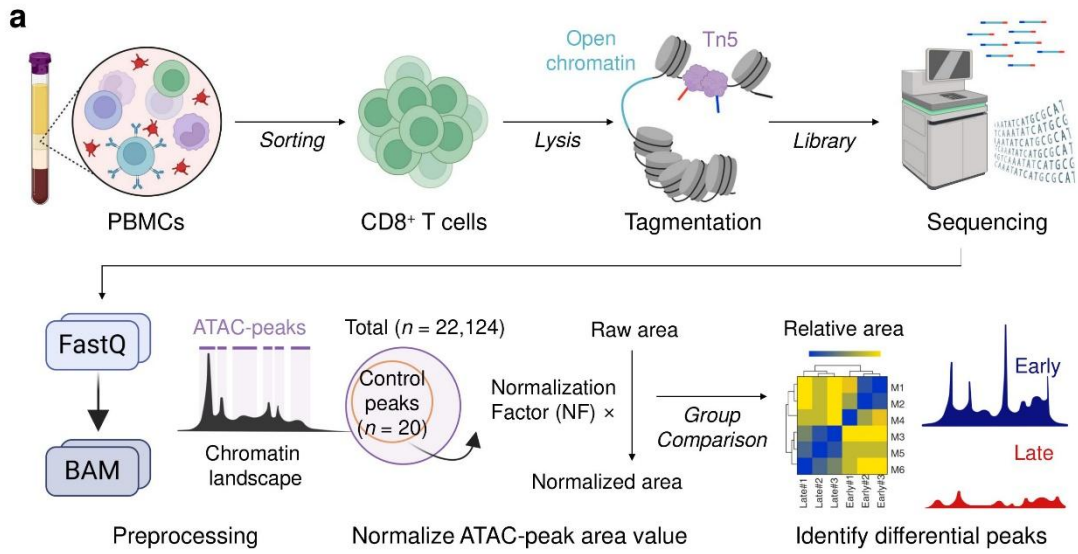 a
Open
chromatin
Tn5
Sorting
Lysis
Library
AAATATCATGCGCAT
PBMCs
CD8⁺ T cells
Tagmentation
Sequencing
FastQ
BAM
ATAC-peaks
Chromatin
landscape
Total (n = 22,124)
Control
peaks
(n = 20)
Raw area
Normalization
Factor (NF) ×
Normalized area
Group
Comparison
Relative area
M1
M2
M4
M3
M5
M6
Late#1
Late#2
Late#3
Early#1
Early#2
Early#3
Early
Late
Preprocessing
Normalize ATAC-peak area value
Identify differential peaks